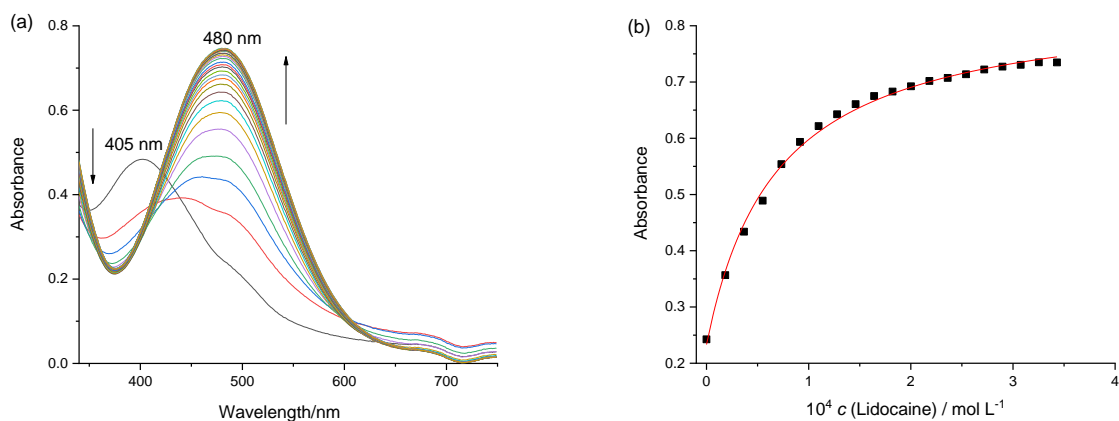 (a)
0.8
0.6
0.4
0.2
0.0
Absorbance
405 nm
480 nm
400
500
600
700
Wavelength/nm
(b)
0.8
0.7
0.6
0.5
0.4
0.3
0.2
Absorbance
0
1
2
3
4
10⁴ c (Lidocaine) / mol L⁻¹